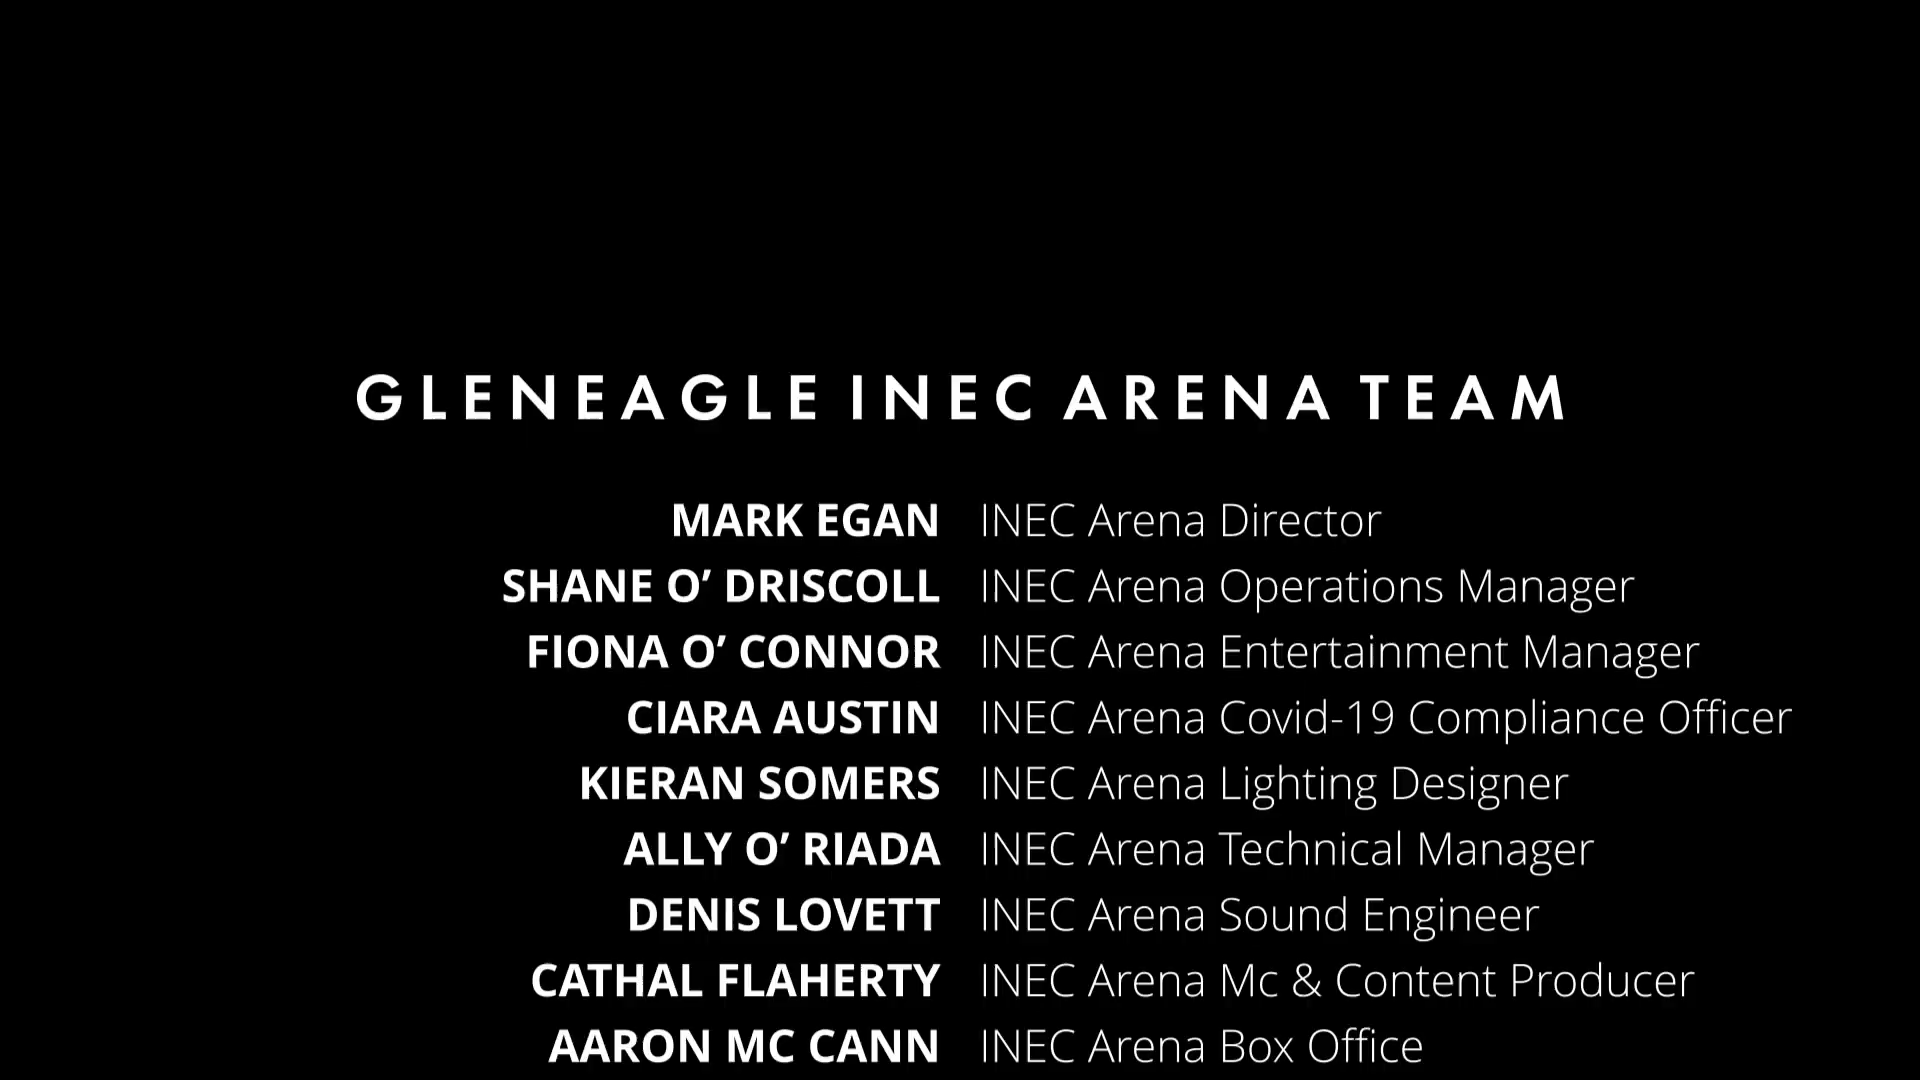 GLENEAGLE INEC ARENA TEAM
MARK EGAN INEC Arena Director
SHANE O’ DRISCOLL INEC Arena Operations Manager
FIONA O’ CONNOR INEC Arena Entertainment Manager
CIARA AUSTIN INEC Arena Covid-19 Compliance Officer
KIERAN SOMERS INEC Arena Lighting Designer
ALLY O’ RIADA INEC Arena Technical Manager
DENIS LOVETT INEC Arena Sound Engineer
CATHAL FLAHERTY INEC Arena Mc & Content Producer
AARON MC CANN INEC Arena Box Office